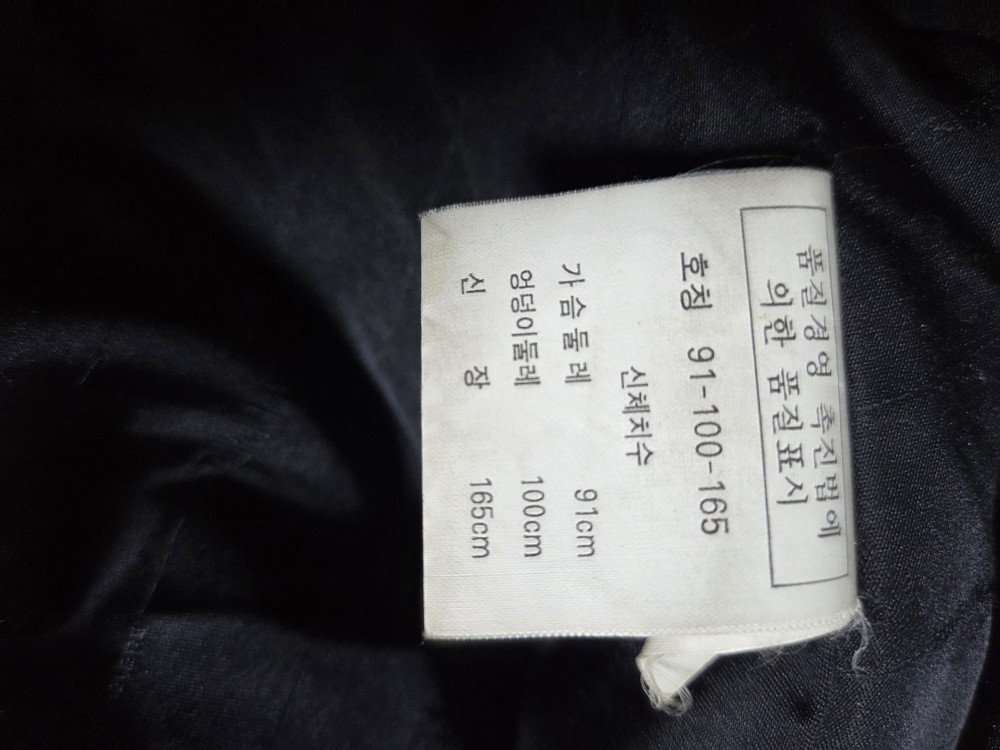 품질경영 촉진법에
의한 품질표시
호칭 91-100-165
신체치수
가슴둘레 91cm
엉덩이둘레 100cm
신장 165cm